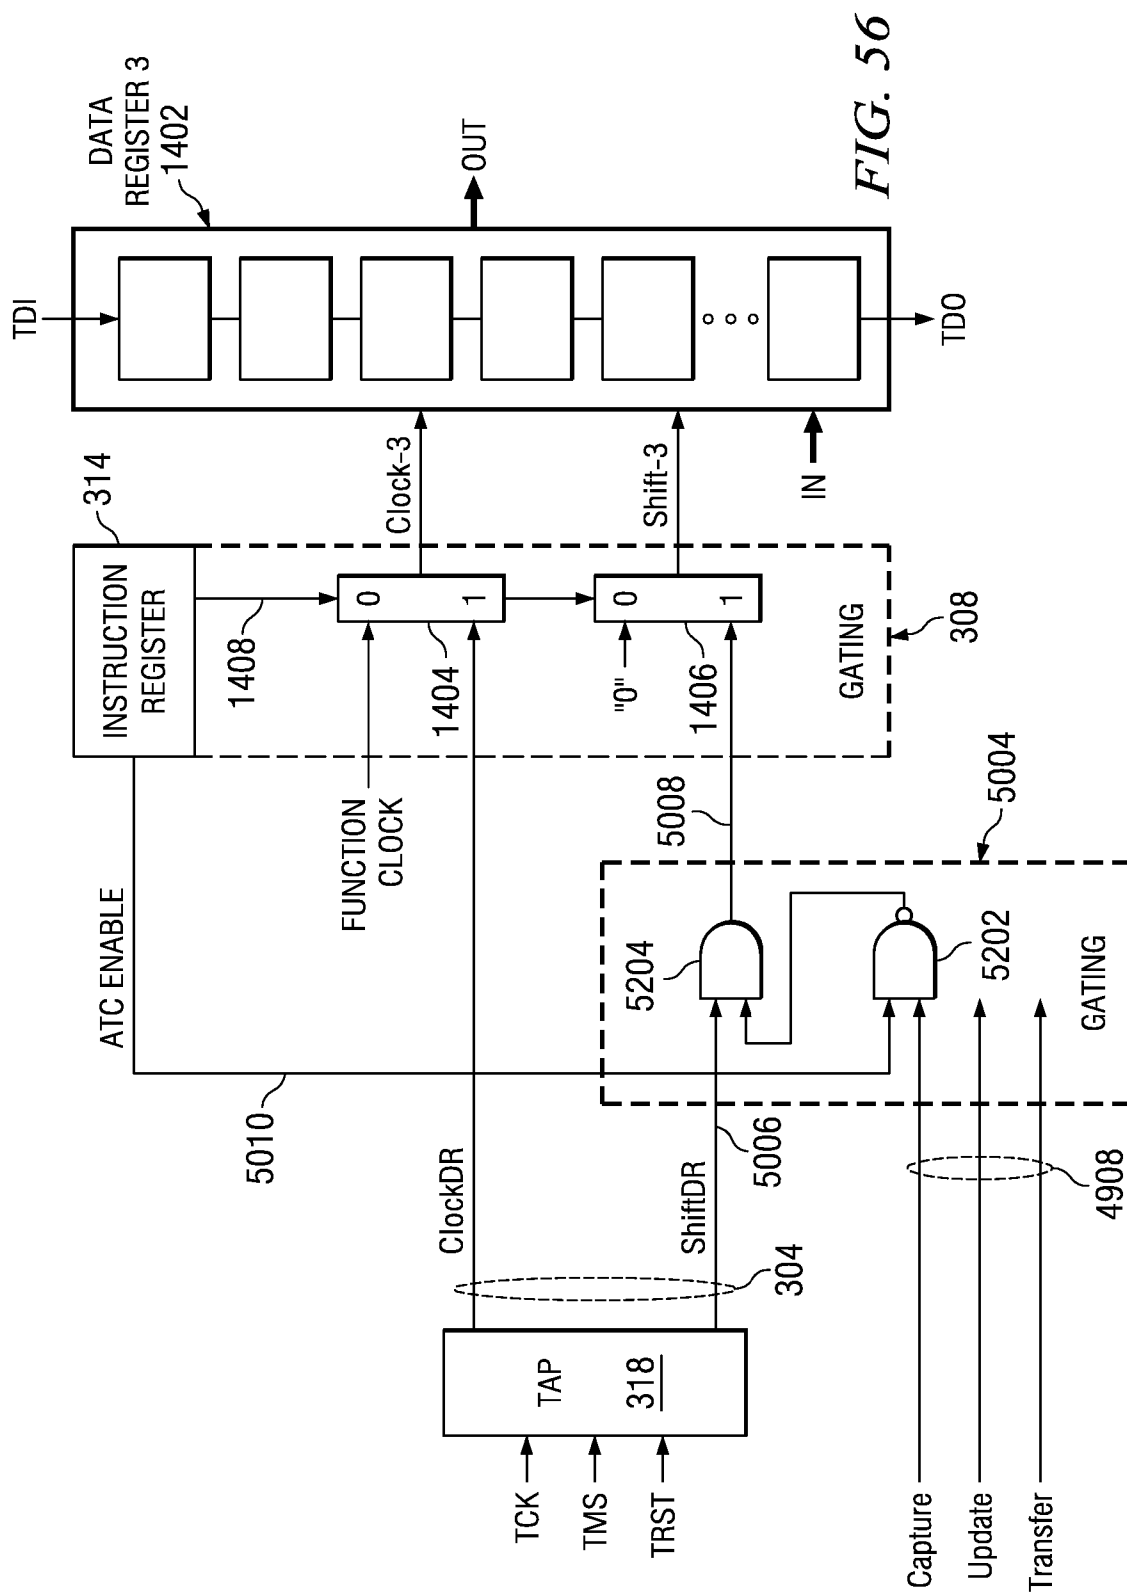 TDI
DATA
REGISTER 3
1402
OUT
IN
TDO
INSTRUCTION
REGISTER
314
1408
0
1
1404
Clock-3
FUNCTION
CLOCK
"0"
0
1
1406
Shift-3
GATING
308
ATC ENABLE
5010
5008
5004
5204
5202
GATING
ClockDR
ShiftDR
5006
304
4908
TAP
318
TCK
TMS
TRST
Capture
Update
Transfer
FIG. 56